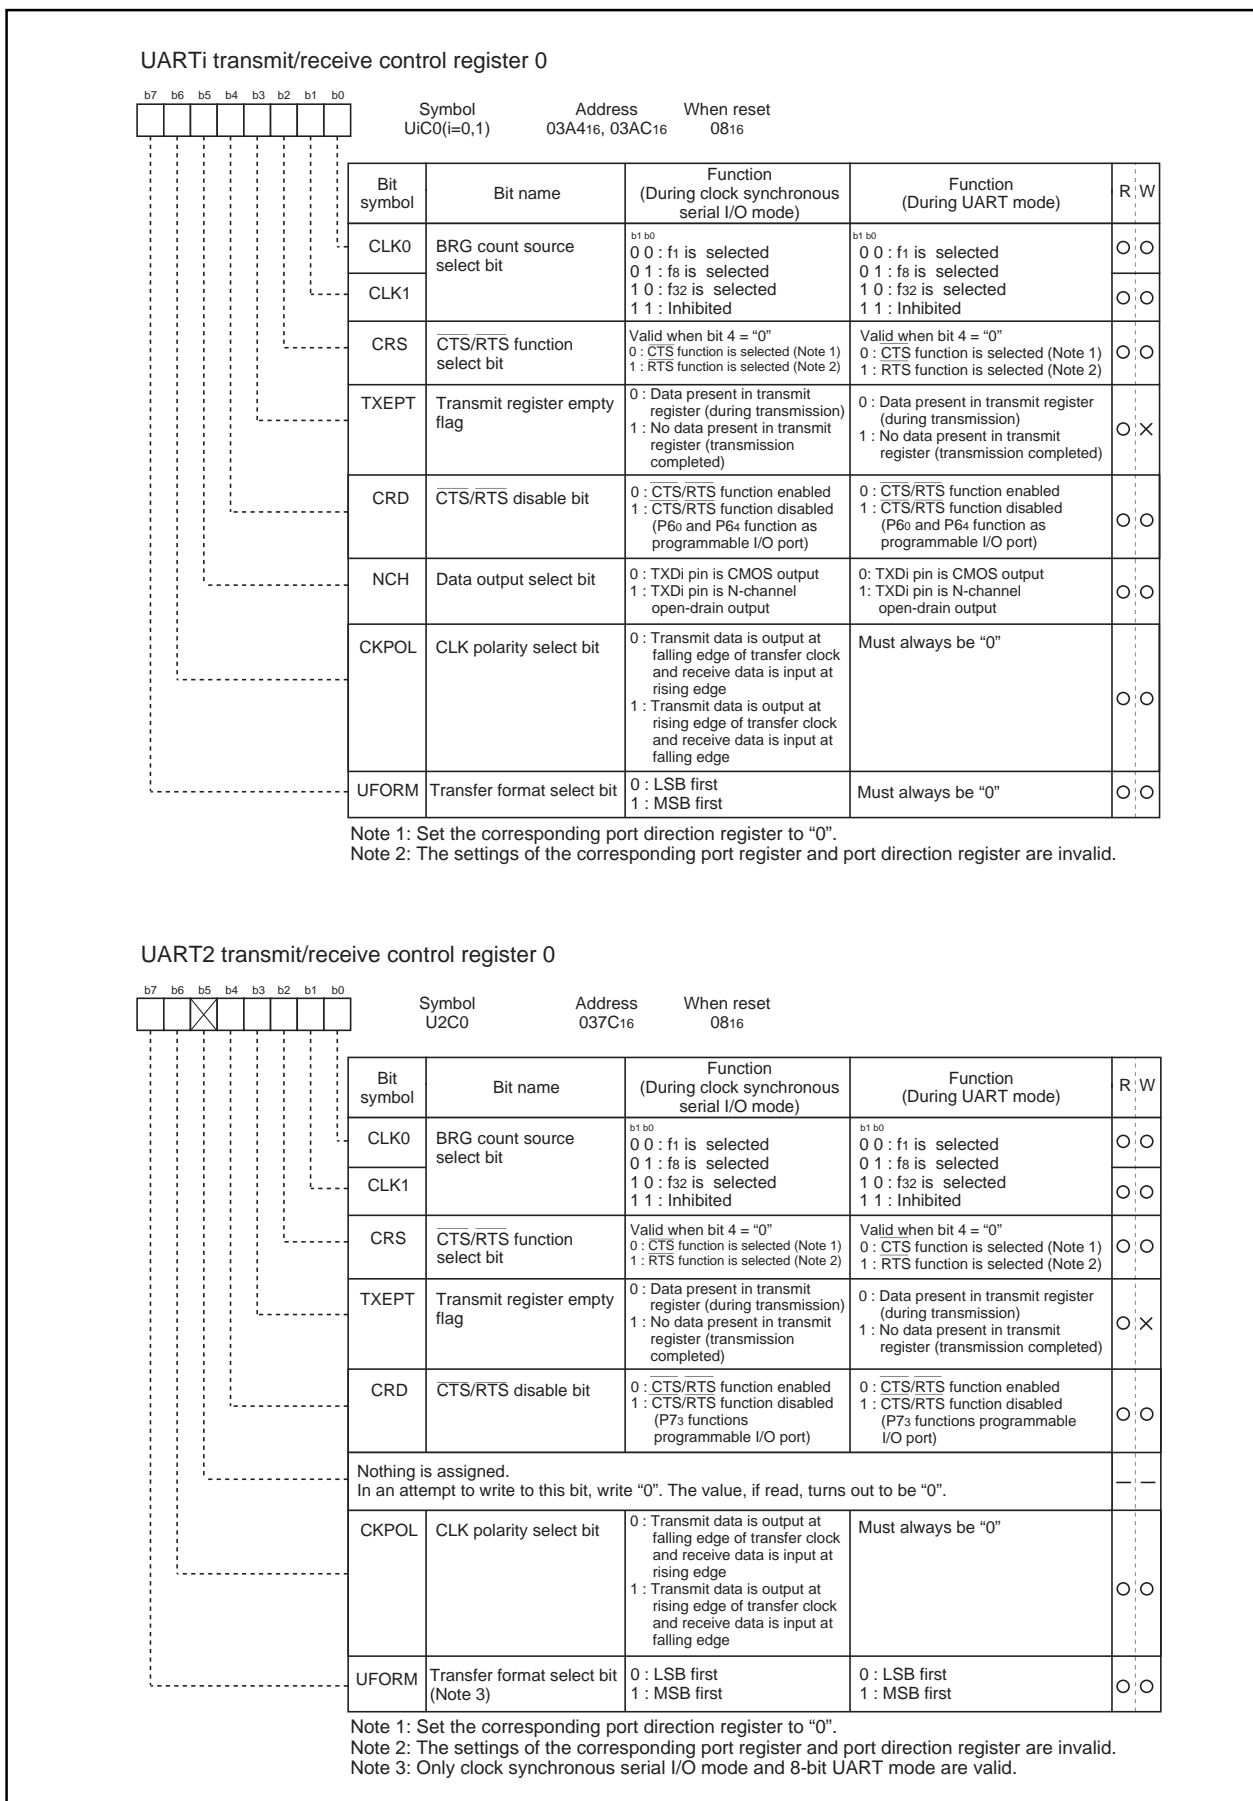 UARTi transmit/receive control register 0
b7 b6 b5 b4 b3 b2 b1 b0
Symbol Address When reset
UiC0(i=0,1) 03A416, 03AC16 0816
Bit symbol Bit name Function (During clock synchronous serial I/O mode) Function (During UART mode) R W
CLK0 BRG count source select bit
b1 b0
0 0 : f1 is selected
0 1 : f8 is selected
1 0 : f32 is selected
1 1 : Inhibited
b1 b0
0 0 : f1 is selected
0 1 : f8 is selected
1 0 : f32 is selected
1 1 : Inhibited
CLK1
CRS CTS/RTS function select bit
Valid when bit 4 = “0”
0 : CTS function is selected (Note 1)
1 : RTS function is selected (Note 2)
Valid when bit 4 = “0”
0 : CTS function is selected (Note 1)
1 : RTS function is selected (Note 2)
TXEPT Transmit register empty flag
0 : Data present in transmit
register (during transmission)
1 : No data present in transmit
register (transmission
completed)
0 : Data present in transmit register
(during transmission)
1 : No data present in transmit
register (transmission completed)
CRD CTS/RTS disable bit
0 : CTS/RTS function enabled
1 : CTS/RTS function disabled
(P60 and P64 function as
programmable I/O port)
0 : CTS/RTS function enabled
1 : CTS/RTS function disabled
(P60 and P64 function as
programmable I/O port)
NCH Data output select bit
0 : TXDi pin is CMOS output
1 : TXDi pin is N-channel
open-drain output
0: TXDi pin is CMOS output
1: TXDi pin is N-channel
open-drain output
CKPOL CLK polarity select bit
0 : Transmit data is output at
falling edge of transfer clock
and receive data is input at
rising edge
1 : Transmit data is output at
rising edge of transfer clock
and receive data is input at
falling edge
Must always be “0”
UFORM Transfer format select bit
0 : LSB first
1 : MSB first
Must always be “0”
Note 1: Set the corresponding port direction register to “0”.
Note 2: The settings of the corresponding port register and port direction register are invalid.
UART2 transmit/receive control register 0
b7 b6 b5 b4 b3 b2 b1 b0
Symbol Address When reset
U2C0 037C16 0816
Bit symbol Bit name Function (During clock synchronous serial I/O mode) Function (During UART mode) R W
CLK0 BRG count source select bit
b1 b0
0 0 : f1 is selected
0 1 : f8 is selected
1 0 : f32 is selected
1 1 : Inhibited
b1 b0
0 0 : f1 is selected
0 1 : f8 is selected
1 0 : f32 is selected
1 1 : Inhibited
CLK1
CRS CTS/RTS function select bit
Valid when bit 4 = “0”
0 : CTS function is selected (Note 1)
1 : RTS function is selected (Note 2)
Valid when bit 4 = “0”
0 : CTS function is selected (Note 1)
1 : RTS function is selected (Note 2)
TXEPT Transmit register empty flag
0 : Data present in transmit
register (during transmission)
1 : No data present in transmit
register (transmission
completed)
0 : Data present in transmit register
(during transmission)
1 : No data present in transmit
register (transmission completed)
CRD CTS/RTS disable bit
0 : CTS/RTS function enabled
1 : CTS/RTS function disabled
(P73 functions
programmable I/O port)
0 : CTS/RTS function enabled
1 : CTS/RTS function disabled
(P73 functions programmable
I/O port)
Nothing is assigned.
In an attempt to write to this bit, write “0”. The value, if read, turns out to be “0”.
CKPOL CLK polarity select bit
0 : Transmit data is output at
falling edge of transfer clock
and receive data is input at
rising edge
1 : Transmit data is output at
rising edge of transfer clock
and receive data is input at
falling edge
Must always be “0”
UFORM Transfer format select bit (Note 3)
0 : LSB first
1 : MSB first
0 : LSB first
1 : MSB first
Note 1: Set the corresponding port direction register to “0”.
Note 2: The settings of the corresponding port register and port direction register are invalid.
Note 3: Only clock synchronous serial I/O mode and 8-bit UART mode are valid.